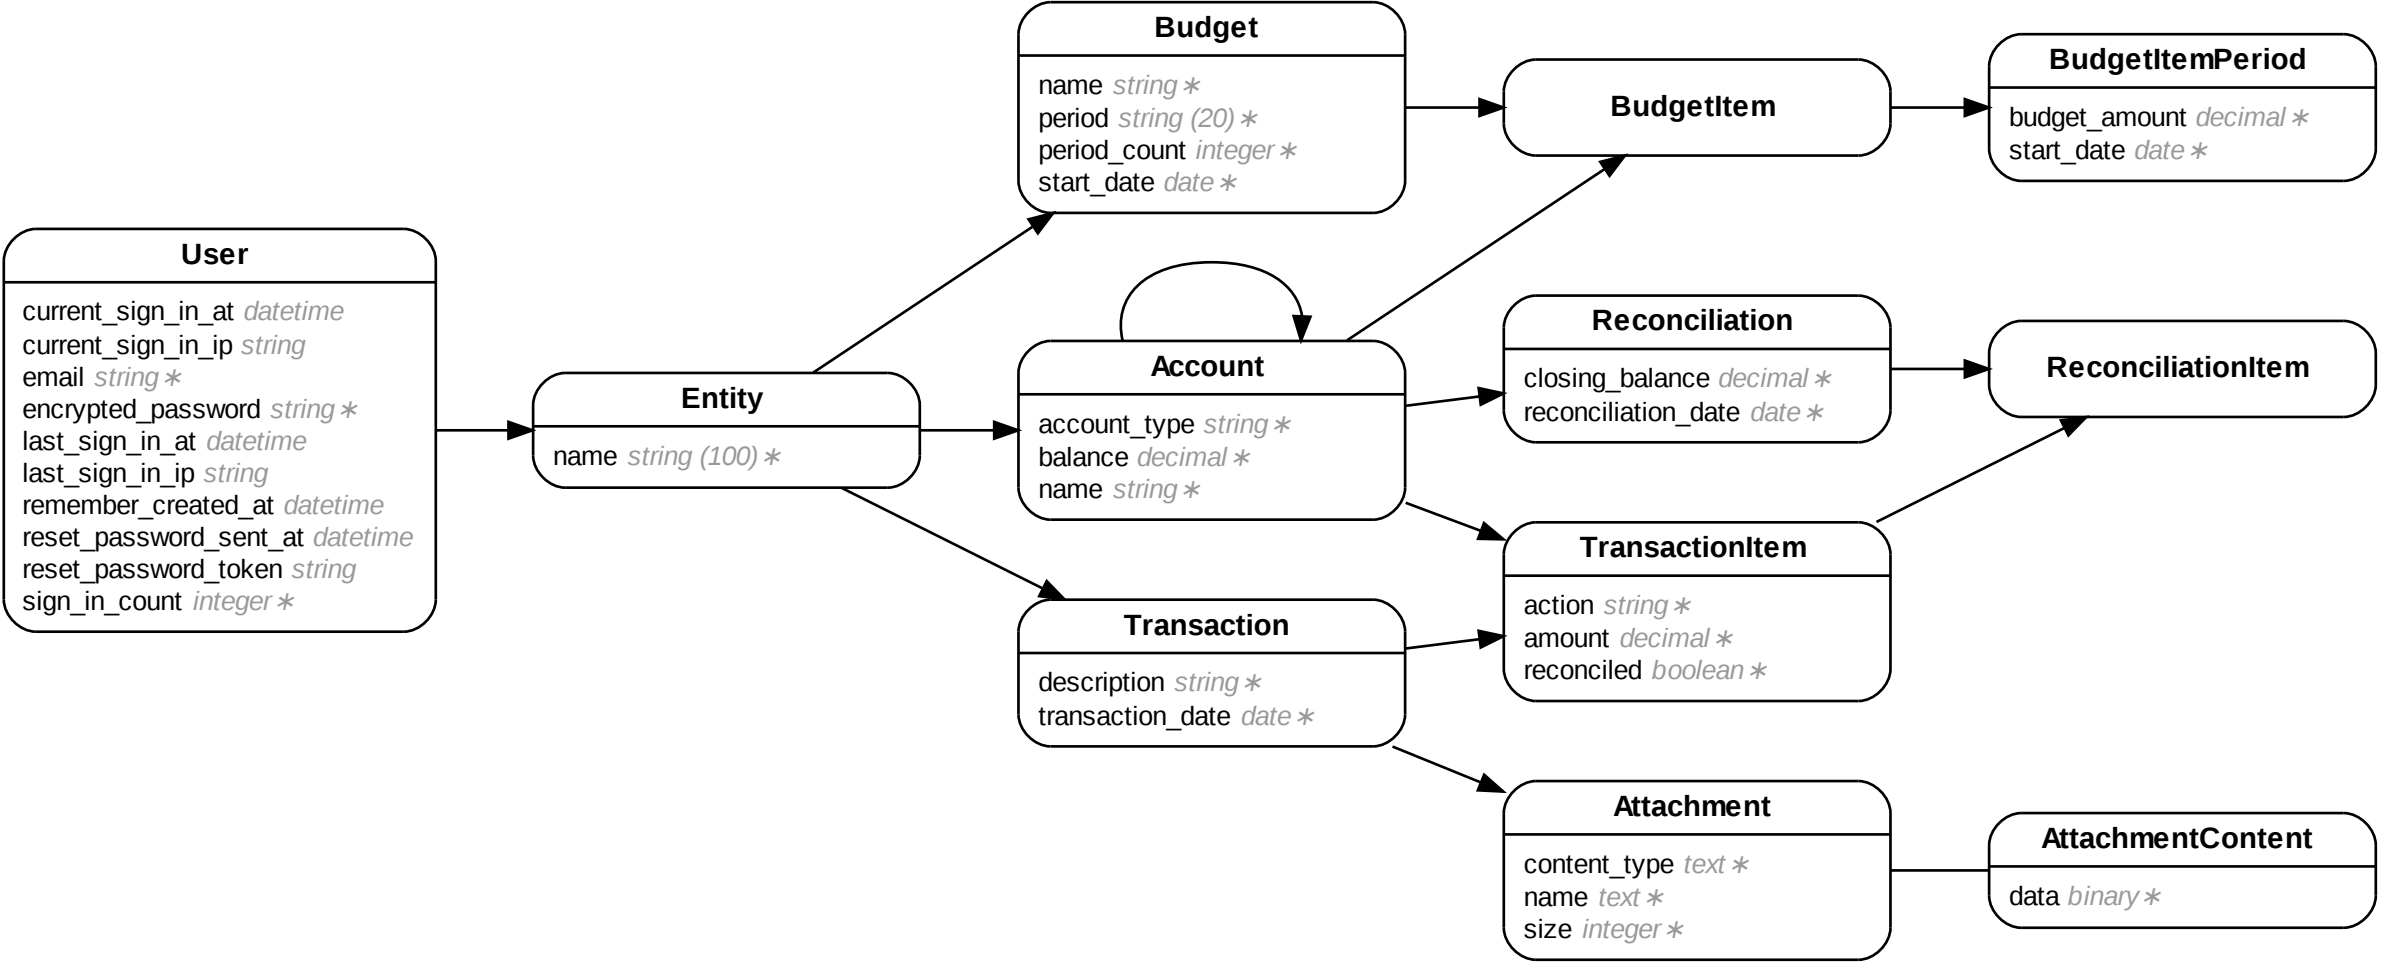 User
current_sign_in_at datetime
current_sign_in_ip string
email string∗
encrypted_password string∗
last_sign_in_at datetime
last_sign_in_ip string
remember_created_at datetime
reset_password_sent_at datetime
reset_password_token string
sign_in_count integer∗
Entity
name string (100)∗
Budget
name string∗
period string (20)∗
period_count integer∗
start_date date∗
Account
account_type string∗
balance decimal∗
name string∗
Transaction
description string∗
transaction_date date∗
BudgetItem
Reconciliation
closing_balance decimal∗
reconciliation_date date∗
TransactionItem
action string∗
amount decimal∗
reconciled boolean∗
Attachment
content_type text∗
name text∗
size integer∗
BudgetItemPeriod
budget_amount decimal∗
start_date date∗
ReconciliationItem
AttachmentContent
data binary∗